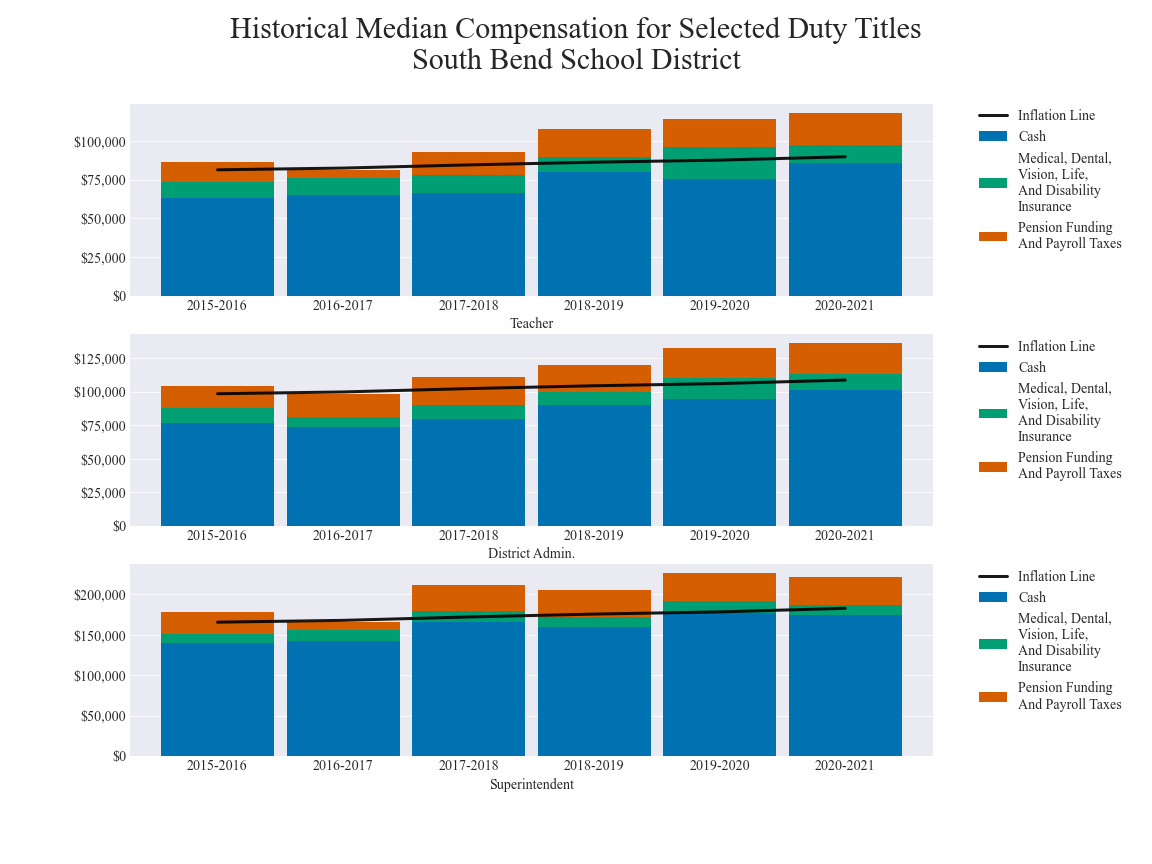 Historical Median Compensation for Selected Duty Titles
South Bend School District
$100,000
$75,000
$50,000
$25,000
$0
2015-2016 2016-2017 2017-2018 2018-2019 2019-2020 2020-2021
Teacher
Inflation Line
Cash
Medical, Dental,
Vision, Life,
And Disability
Insurance
Pension Funding
And Payroll Taxes
$125,000
$100,000
$75,000
$50,000
$25,000
$0
2015-2016 2016-2017 2017-2018 2018-2019 2019-2020 2020-2021
District Admin.
Inflation Line
Cash
Medical, Dental,
Vision, Life,
And Disability
Insurance
Pension Funding
And Payroll Taxes
$200,000
$150,000
$100,000
$50,000
$0
2015-2016 2016-2017 2017-2018 2018-2019 2019-2020 2020-2021
Superintendent
Inflation Line
Cash
Medical, Dental,
Vision, Life,
And Disability
Insurance
Pension Funding
And Payroll Taxes